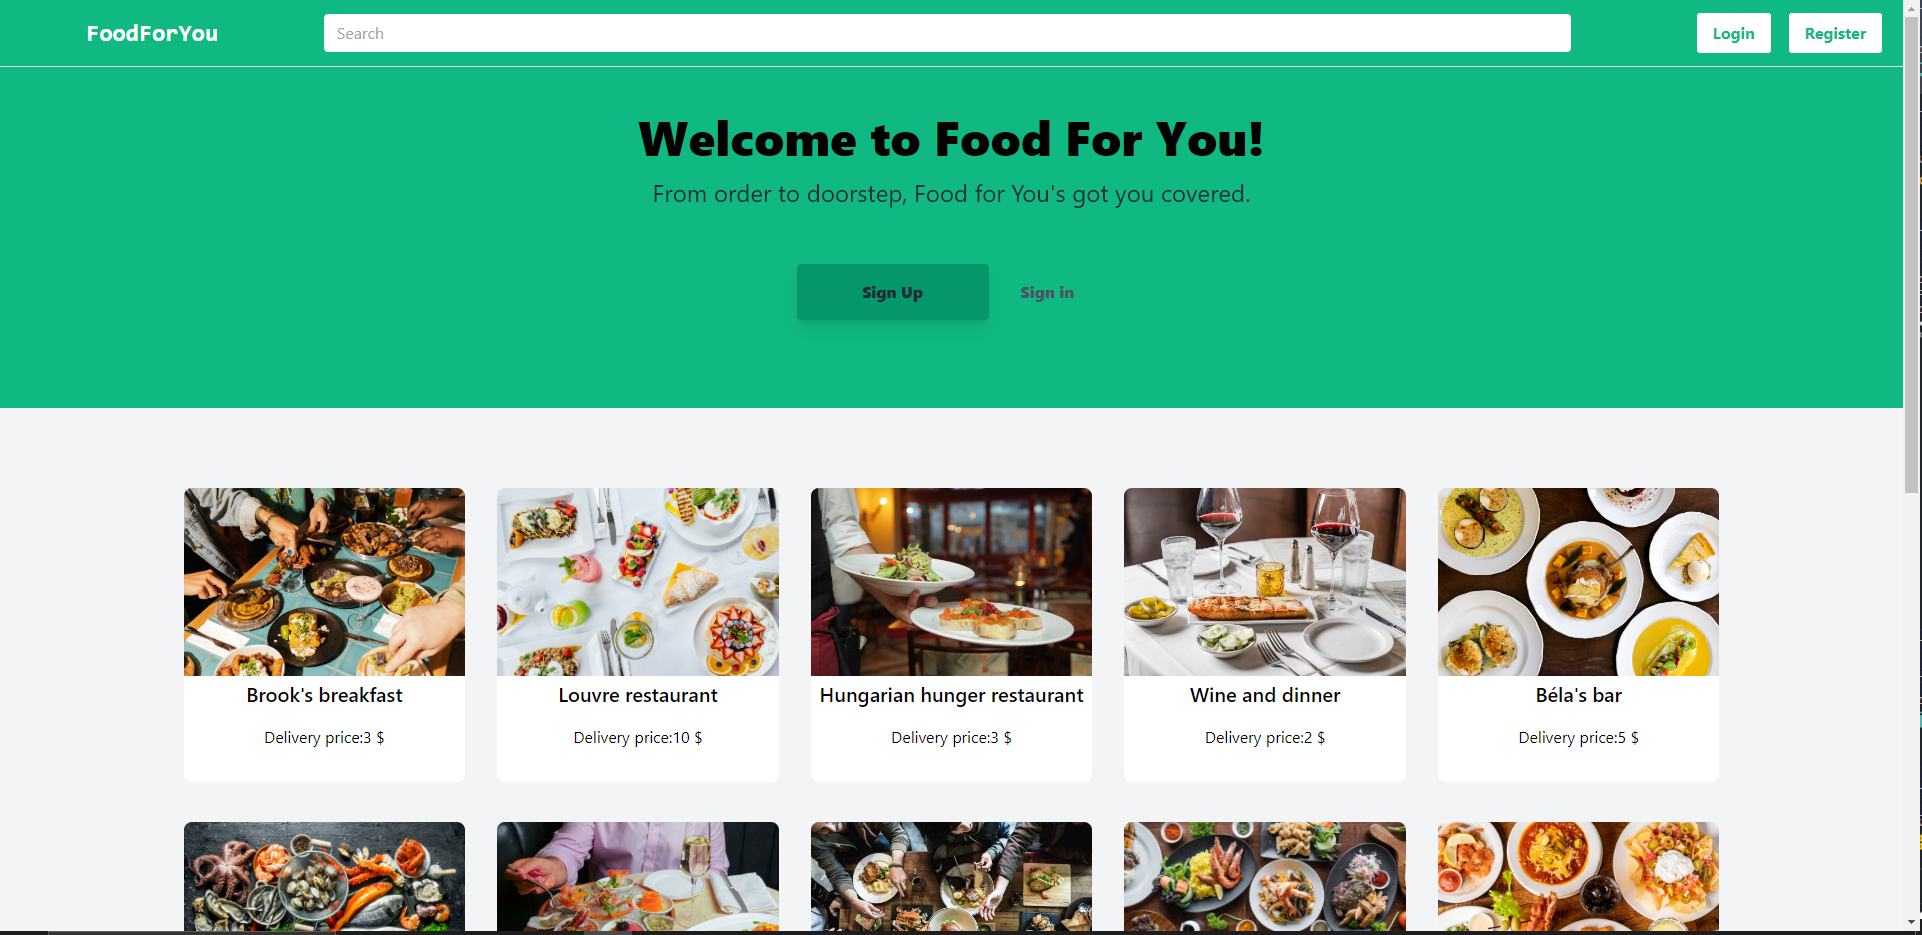 FoodForYou
Search
Login
Register
Welcome to Food For You!
From order to doorstep, Food for You's got you covered.
Sign Up
Sign in
Brook's breakfast
Delivery price:3 $
Louvre restaurant
Delivery price:10 $
Hungarian hunger restaurant
Delivery price:3 $
Wine and dinner
Delivery price:2 $
Béla's bar
Delivery price:5 $